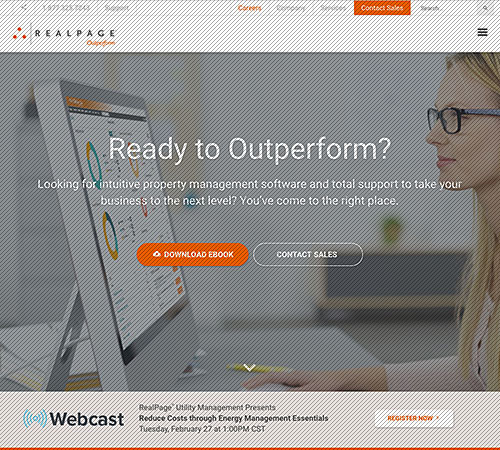 1.877.325.7243 Support Careers Company Services Contact Sales Search...
REALPAGE
Outperform
Ready to Outperform?
Looking for intuitive property management software and total support to take your
business to the next level? You've come to the right place.
DOWNLOAD EBOOK CONTACT SALES
Webcast
RealPage® Utility Management Presents
Reduce Costs through Energy Management Essentials
Tuesday, February 27 at 1:00PM CST
REGISTER NOW